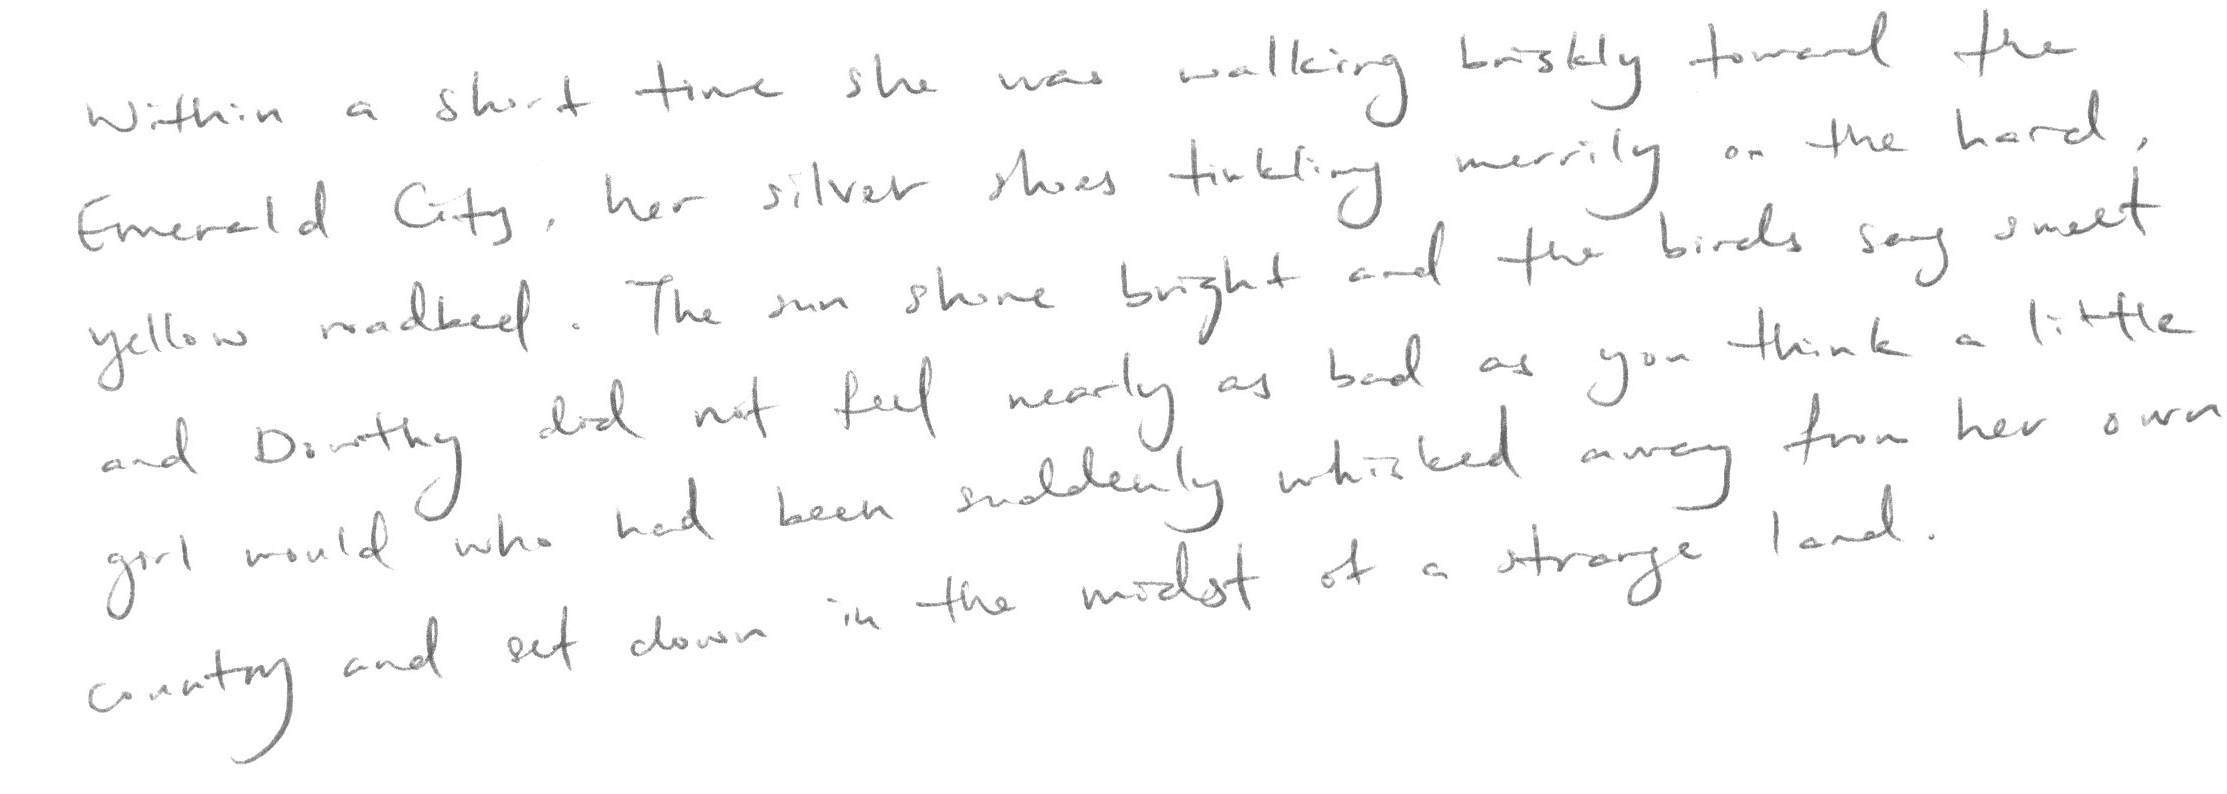 Within a short time she was walking briskly toward the
Emerald City, her silver shoes tinkling merrily on the hard,
yellow roadbed. The sun shone bright and the birds sang sweet
and Dorothy did not feel nearly as bad as you think a little
girl would who had been suddenly whisked away from her own
country and set down in the midst of a strange land.